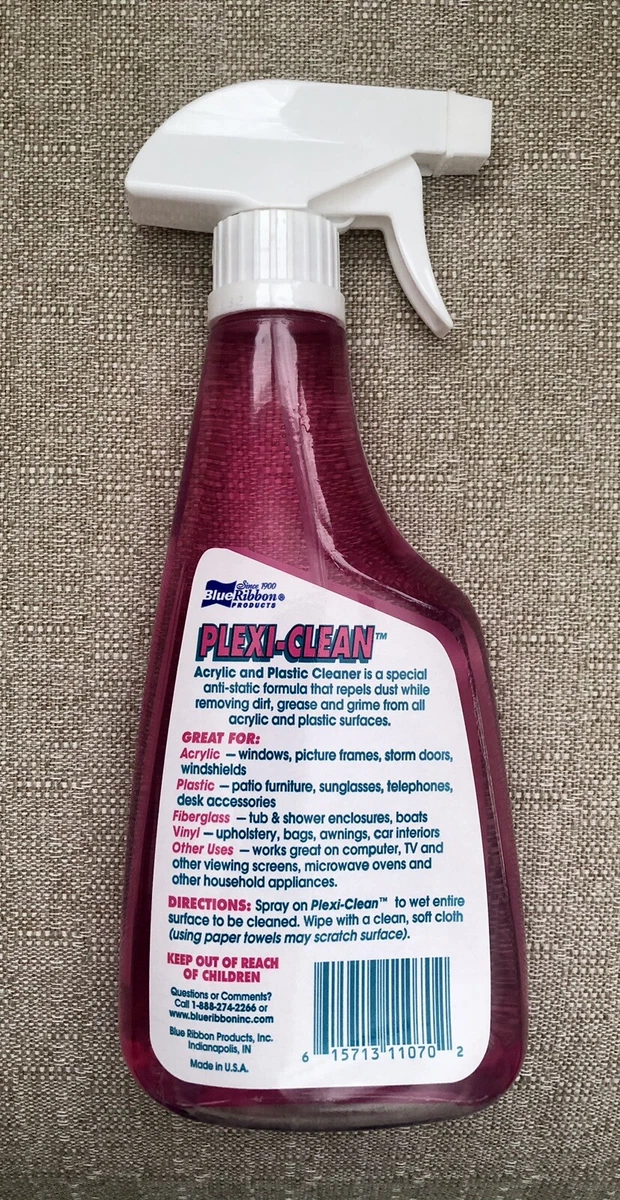 Since 1900
BlueRibbon®
PRODUCTS
PLEXI-CLEAN™
Acrylic and Plastic Cleaner is a special
anti-static formula that repels dust while
removing dirt, grease and grime from all
acrylic and plastic surfaces.
GREAT FOR:
Acrylic – windows, picture frames, storm doors,
windshields
Plastic – patio furniture, sunglasses, telephones,
desk accessories
Fiberglass – tub & shower enclosures, boats
Vinyl – upholstery, bags, awnings, car interiors
Other Uses – works great on computer, TV and
other viewing screens, microwave ovens and
other household appliances.
DIRECTIONS: Spray on Plexi-Clean™ to wet entire
surface to be cleaned. Wipe with a clean, soft cloth
(using paper towels may scratch surface).
KEEP OUT OF REACH
OF CHILDREN
Questions or Comments?
Call 1-888-274-2266 or
www.blueribboninc.com
Blue Ribbon Products, Inc.
Indianapolis, IN
Made in U.S.A.
6 15713 11070 2